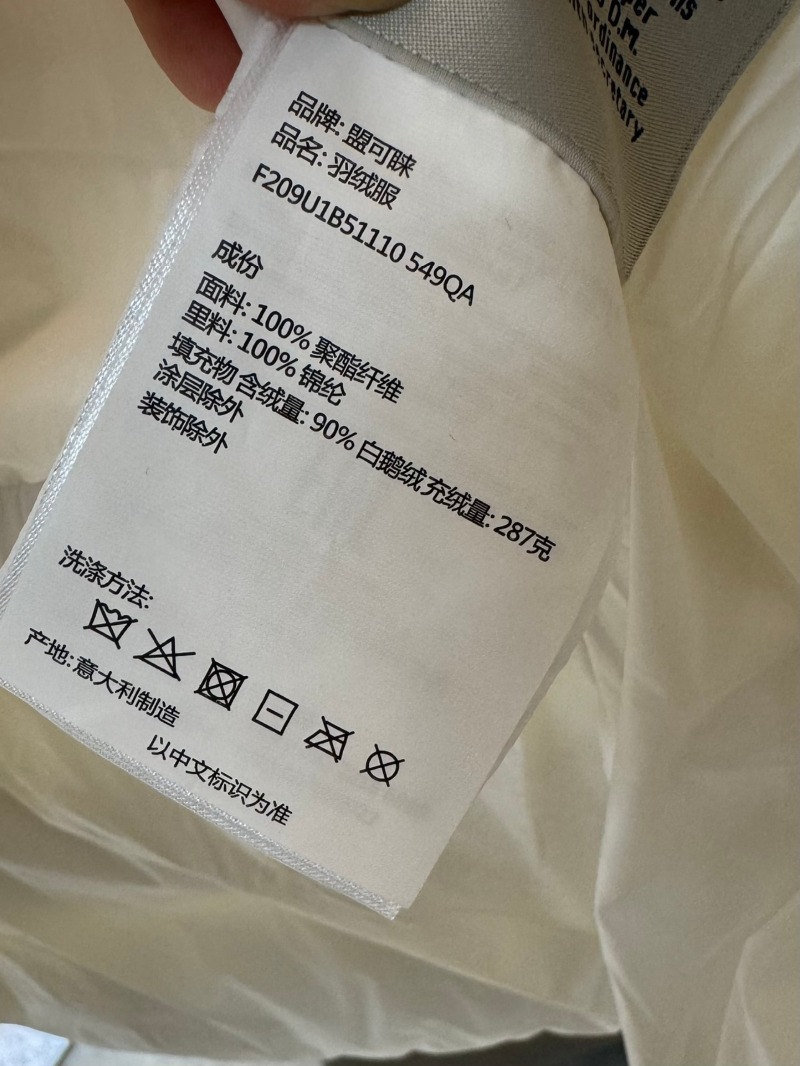 per
D.M.
ordinance
品牌: 盟可睐
品名: 羽绒服
F209U1B51110 549QA
成份
面料: 100% 聚酯纤维
里料: 100% 锦纶
填充物 含绒量: 90% 白鹅绒 充绒量: 287克
涂层除外
装饰除外
洗涤方法:
产地: 意大利制造
以中文标识为准